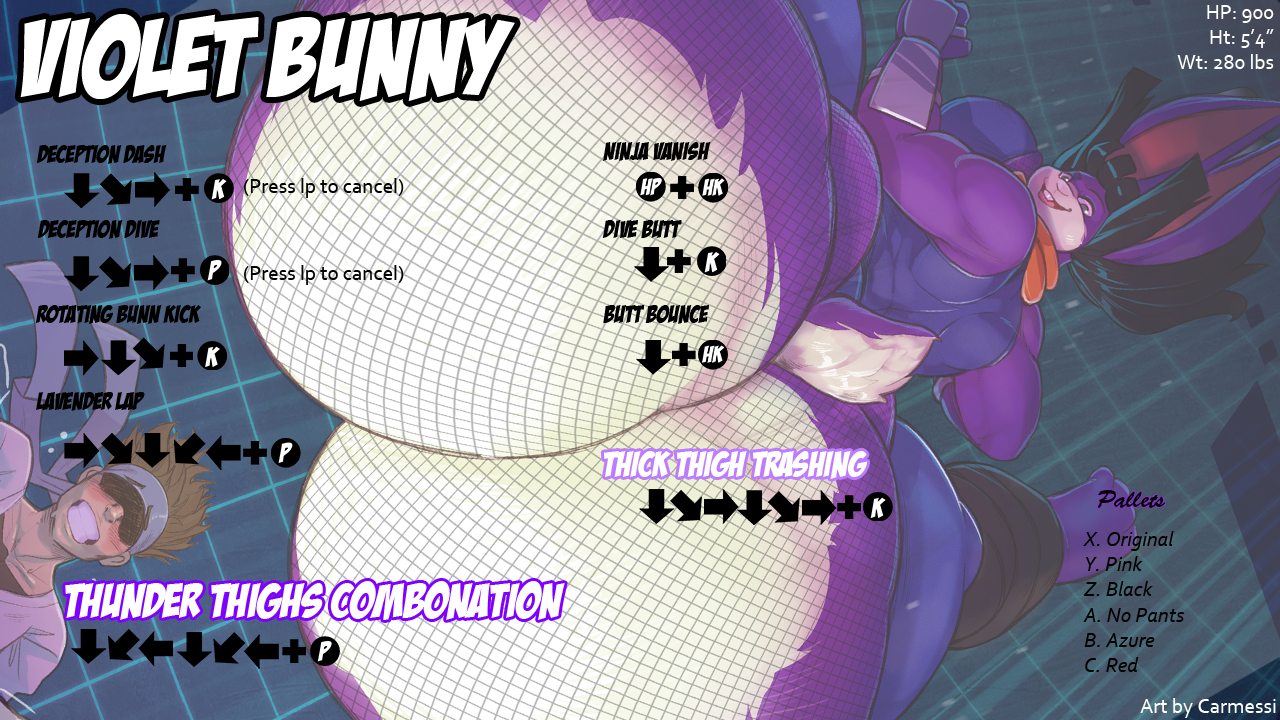 VIOLET BUNNY
HP: 900
Ht: 5'4"
Wt: 280 lbs
DECEPTION DASH
K (Press lp to cancel)
DECEPTION DIVE
P (Press lp to cancel)
ROTATING BUNN KICK
K
LAVENDER LAP
P
THUNDER THIGHS COMBONATION
P
NINJA VANISH
HP + HK
DIVE BUTT
+ K
BUTT BOUNCE
+ HK
THICK THIGH TRASHING
+ K
Pallets
X. Original
Y. Pink
Z. Black
A. No Pants
B. Azure
C. Red
Art by Carmessi